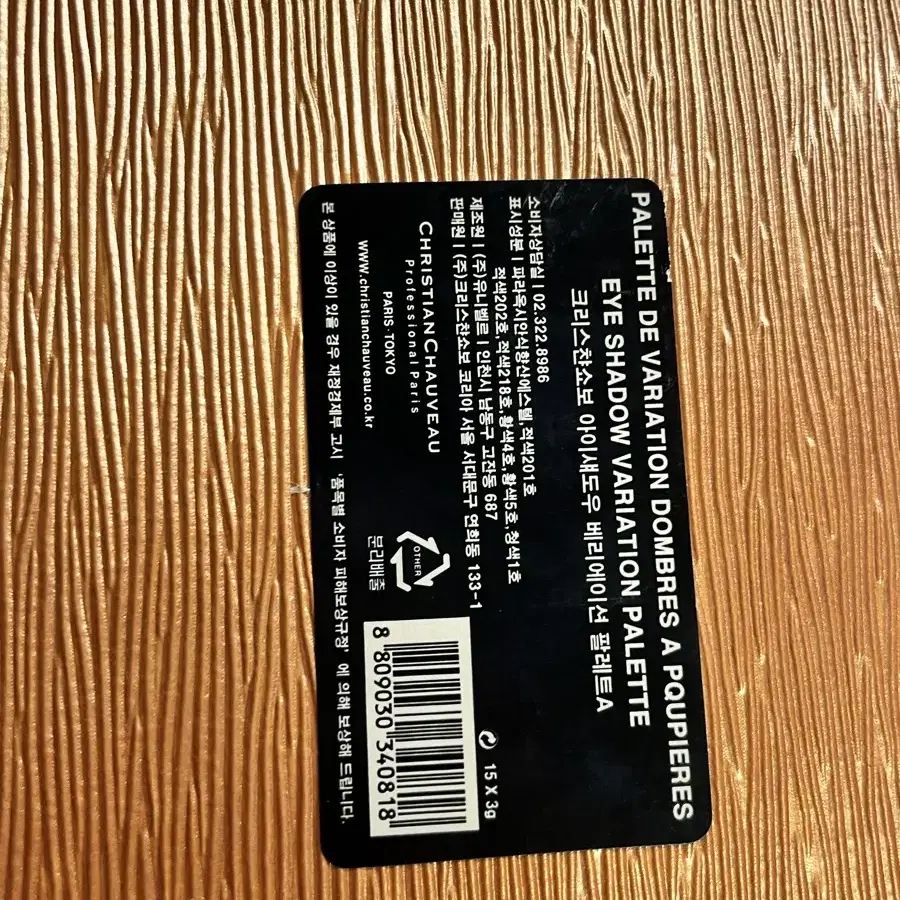 PALETTE DE VARIATION DOMBRES A PQUPIERES
EYE SHADOW VARIATION PALETTE
크리스챤쇼보 아이섀도우 베리에이션 팔레트A
소비자상담실 | 02.322.8986
표시성분 | 파라옥시안식향산에스텔,적색201호
적색202호,적색218호,황색4호,황색5호,청색1호
제조원 | (주)유니벨르 | 인천시 남동구 고잔동 687
판매원 | (주)크리스챤쇼보 코리아 서울 서대문구 연희동 133-1
CHRISTIANCHAUVEAU
Professional Paris
PARIS . TOKYO
www.christianchauveau.co.kr
OTHER
분리배출
15 X 3g
8 809030 340818
본 상품에 이상이 있을 경우 재정경제부 고시 '품목별 소비자 피해보상규정' 에 의해 보상해 드립니다.